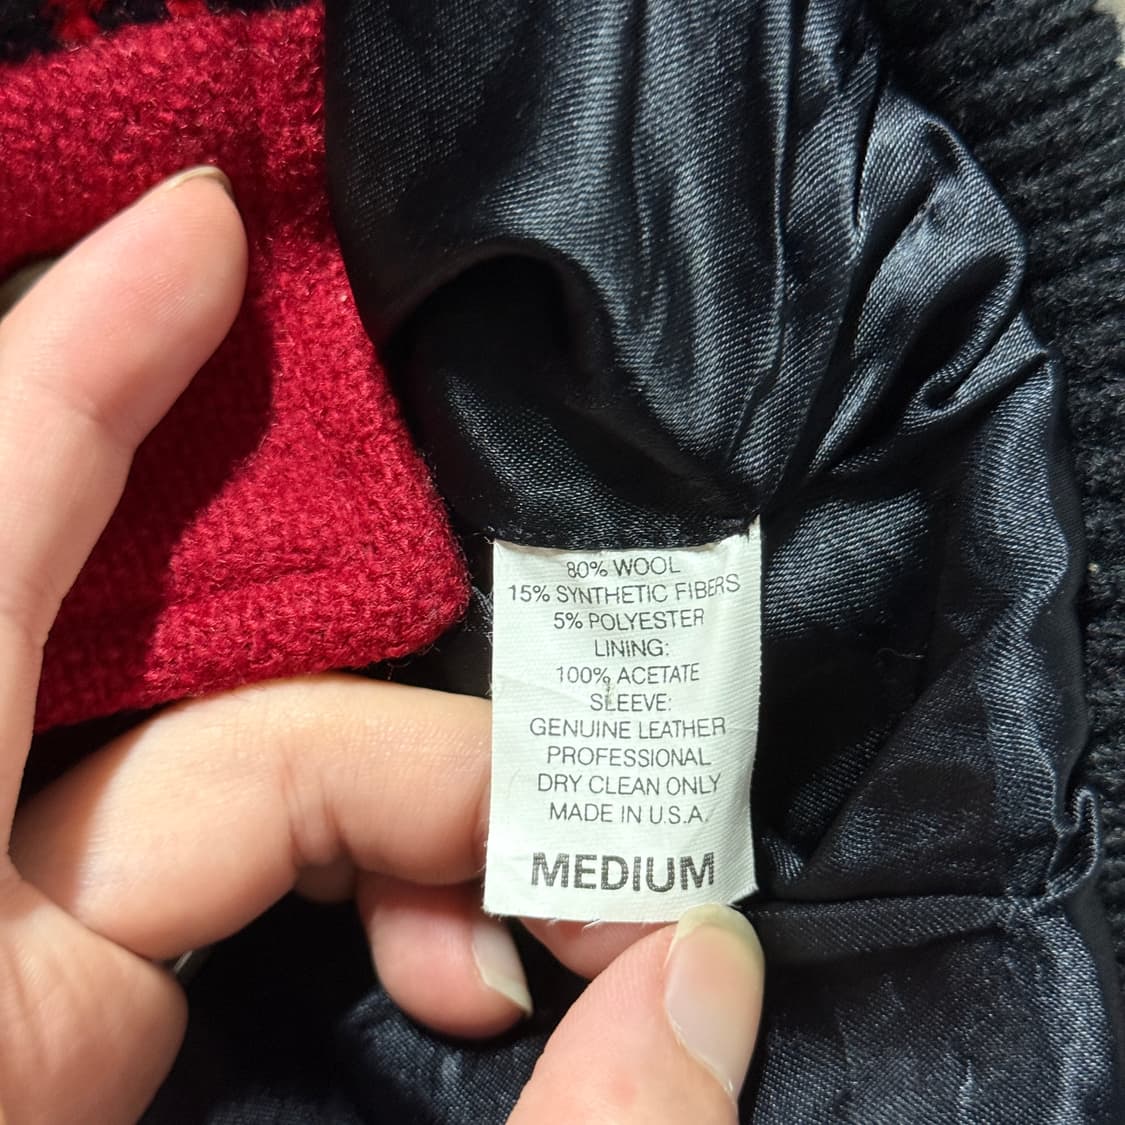 80% WOOL
15% SYNTHETIC FIBERS
5% POLYESTER
LINING:
100% ACETATE
SLEEVE:
GENUINE LEATHER
PROFESSIONAL
DRY CLEAN ONLY
MADE IN U.S.A.
MEDIUM